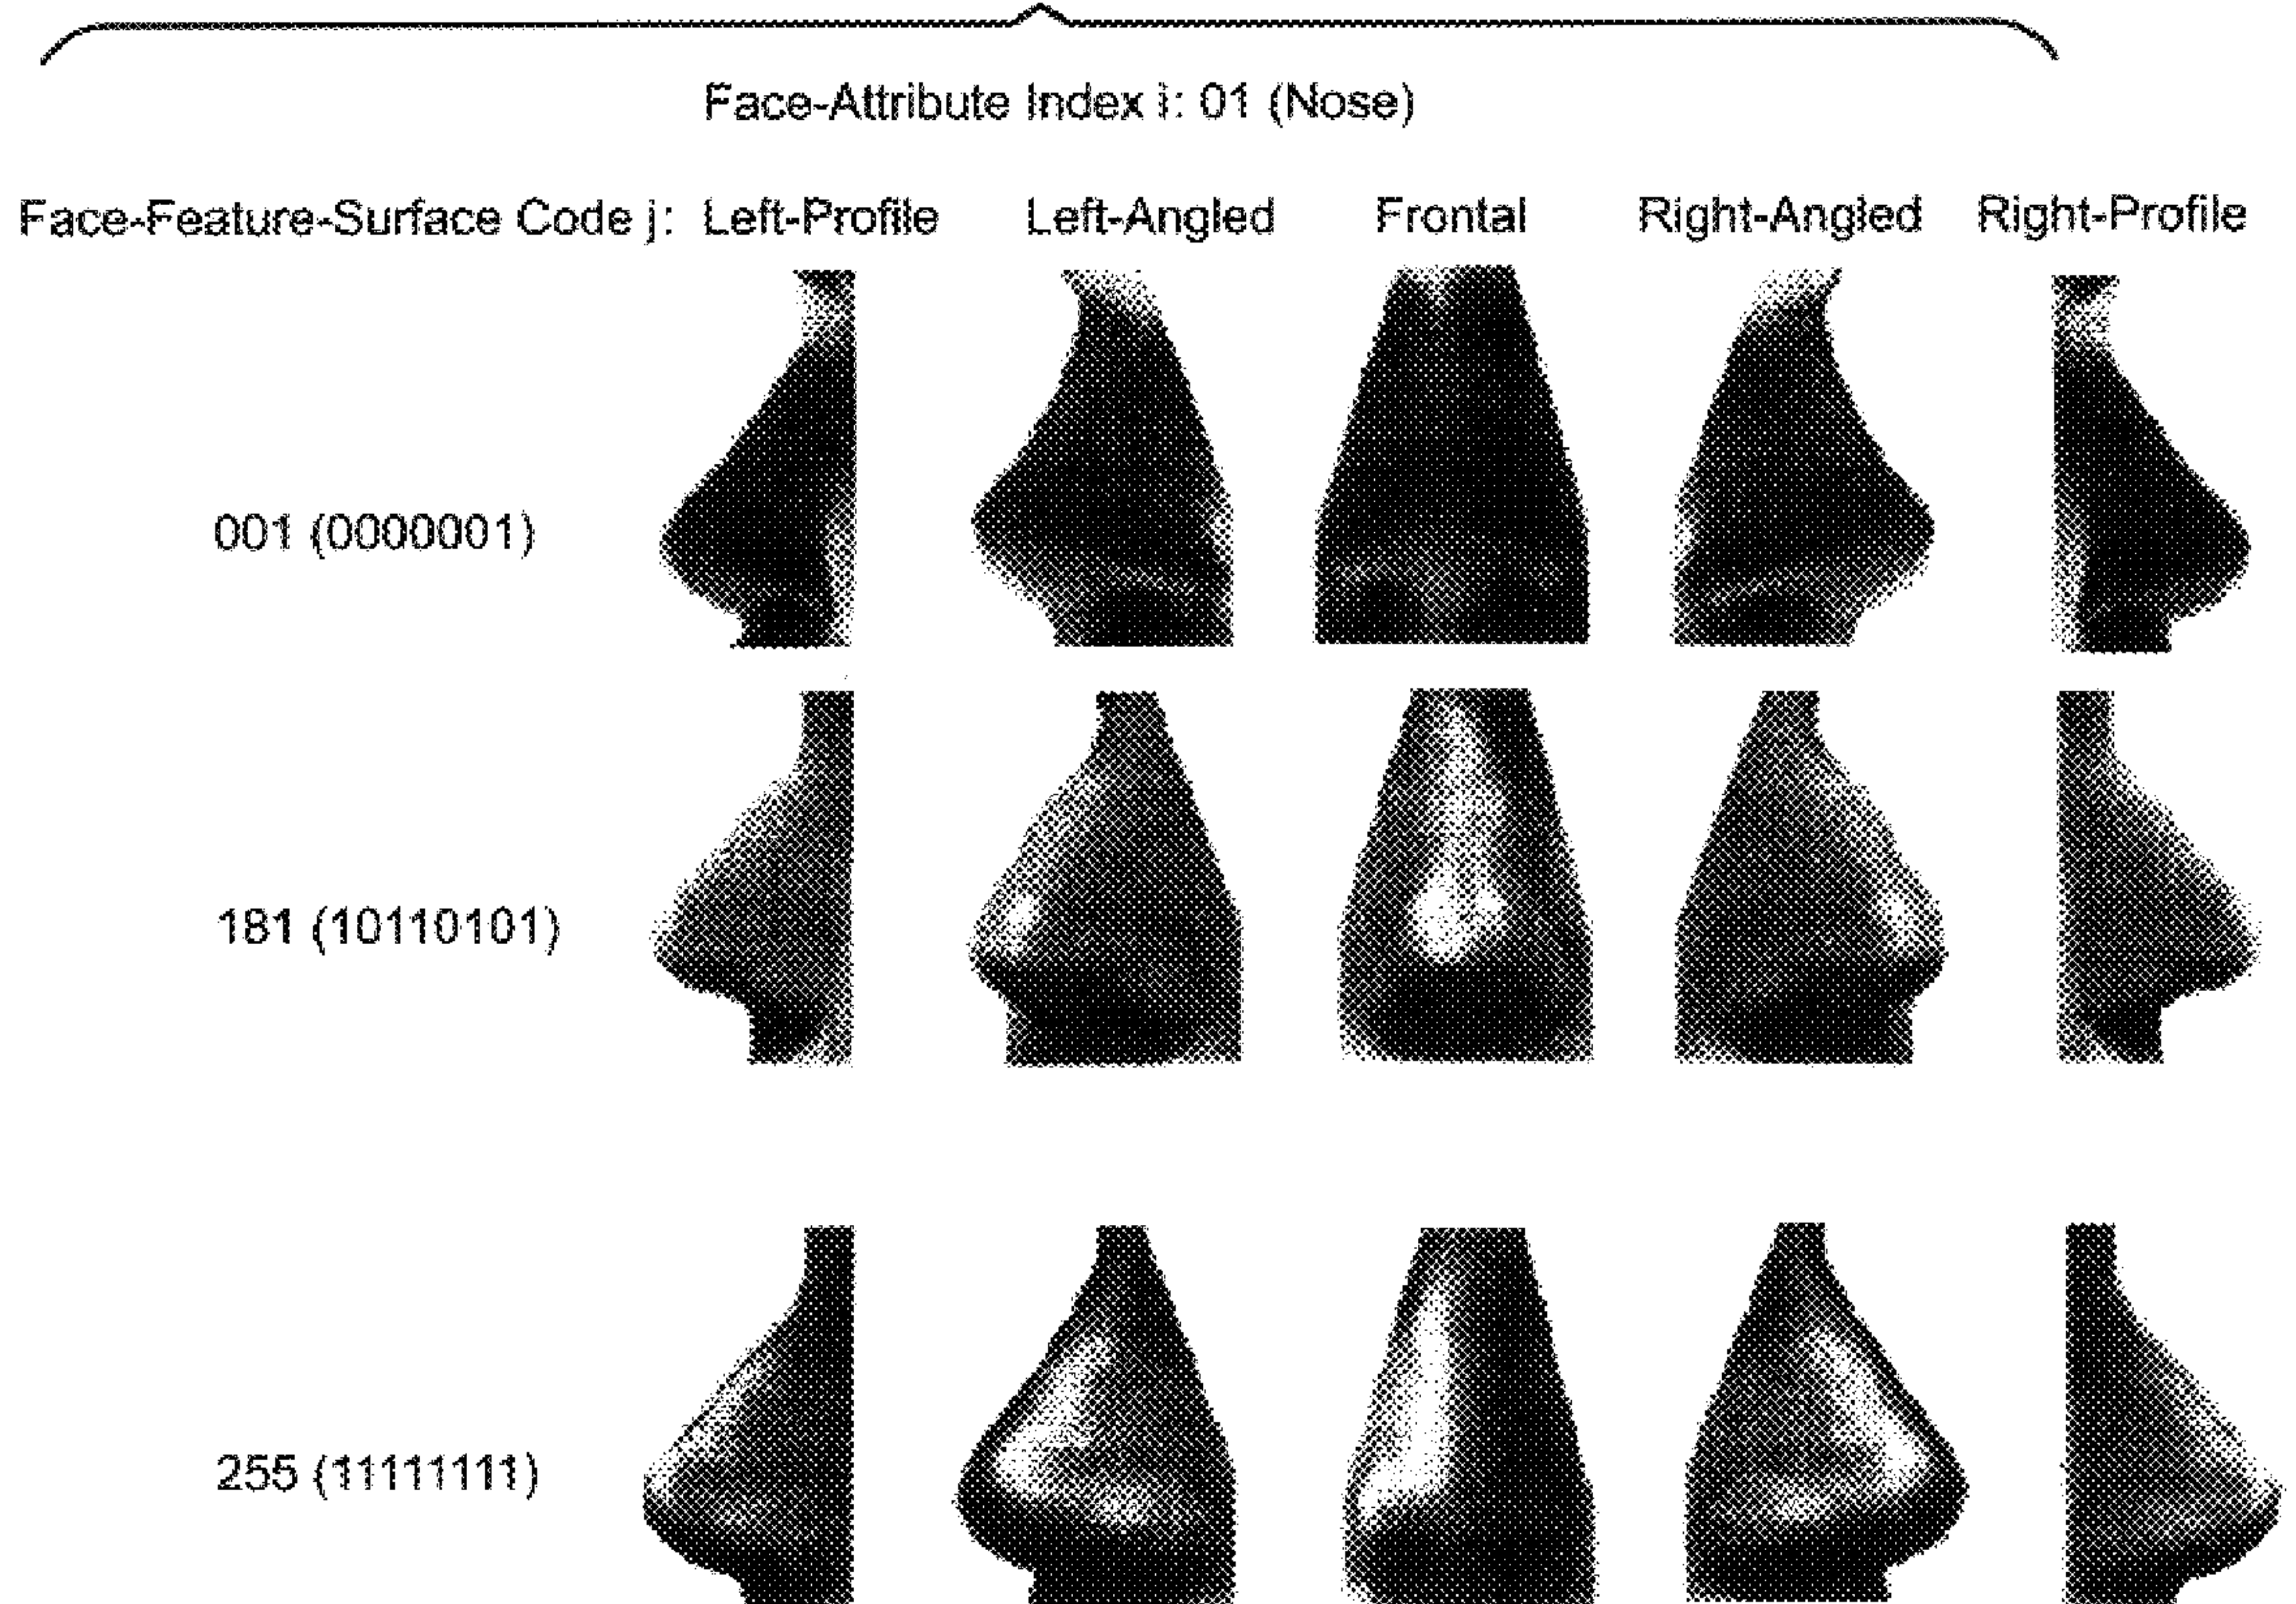 Face-Attribute Index i: 01 (Nose)
Face-Feature-Surface Code j: Left-Profile Left-Angled Frontal Right-Angled Right-Profile
001 (0000001)
181 (10110101)
255 (11111111)